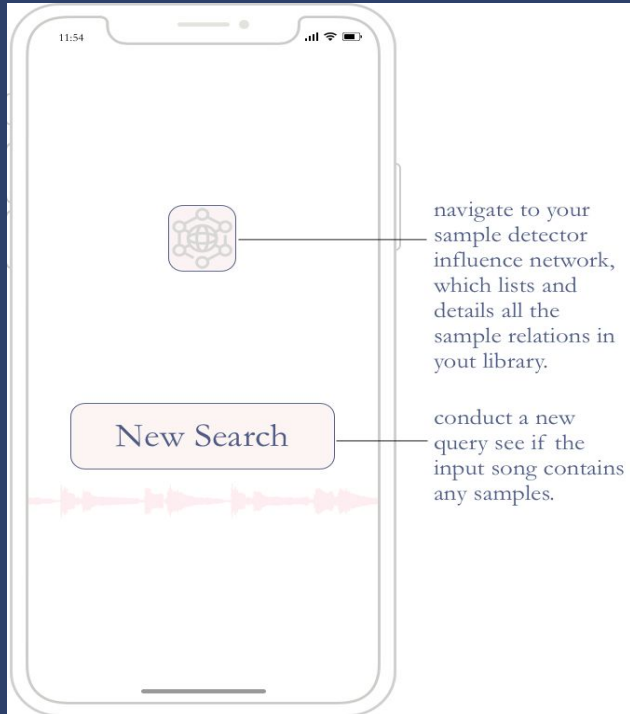 11:54
navigate to your
sample detector
influence network,
which lists and
details all the
sample relations in
yout library.
New Search
conduct a new
query see if the
input song contains
any samples.